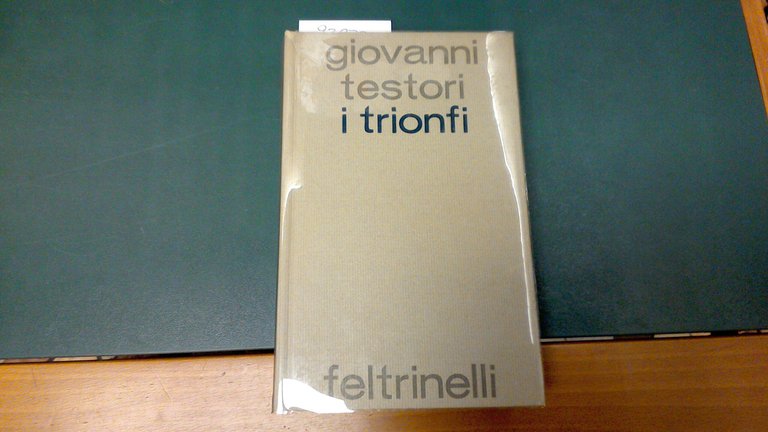 giovanni
testori
i trionfi
feltrinelli